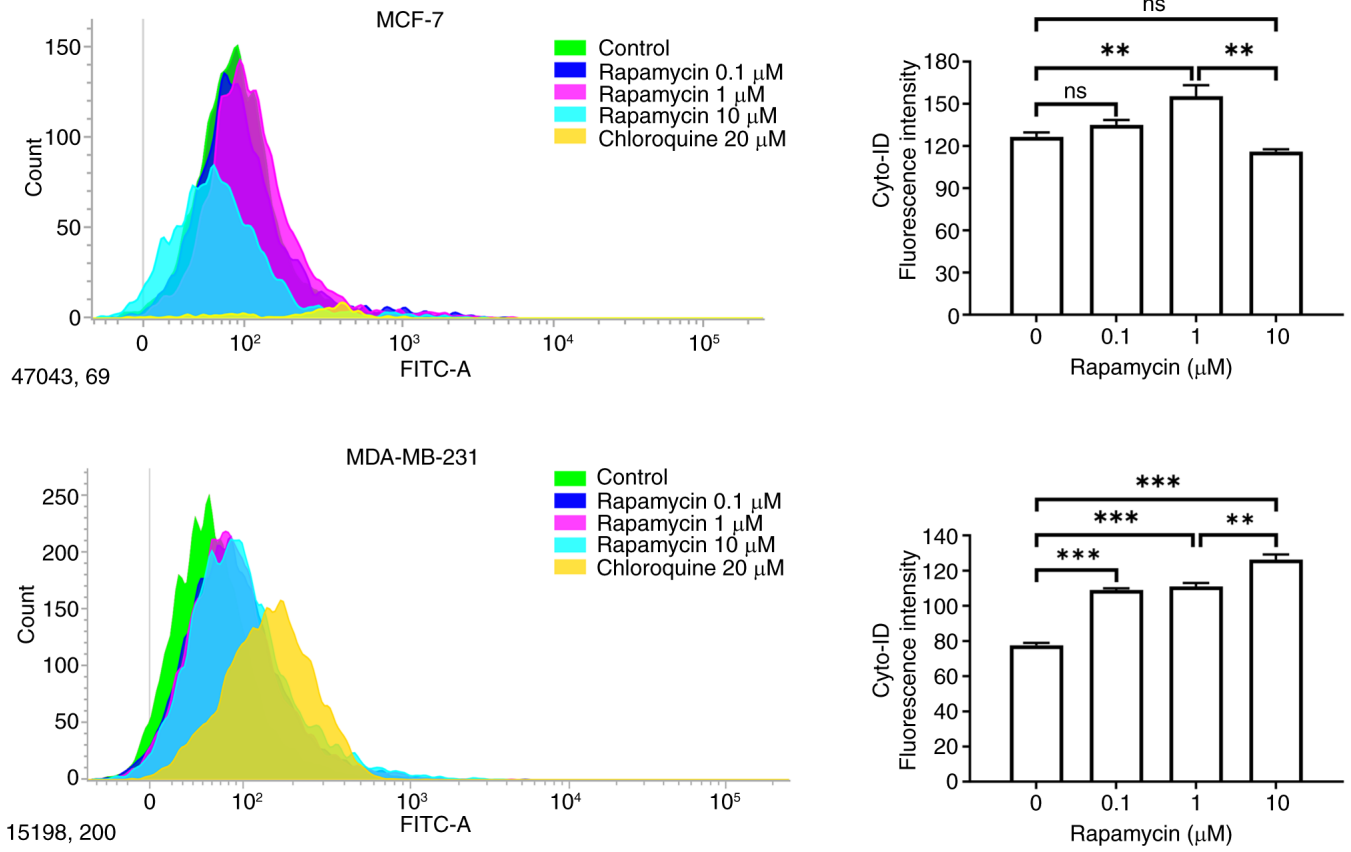 MCF-7
150
100
50
0
Count
0
10²
10³
10⁴
10⁵
FITC-A
47043, 69
Control
Rapamycin 0.1 μM
Rapamycin 1 μM
Rapamycin 10 μM
Chloroquine 20 μM
ns
**
**
ns
180
150
120
90
60
30
0
Cyto-ID
Fluorescence intensity
0
0.1
1
10
Rapamycin (μM)
MDA-MB-231
250
200
150
100
50
0
Count
0
10²
10³
10⁴
10⁵
FITC-A
15198, 200
Control
Rapamycin 0.1 μM
Rapamycin 1 μM
Rapamycin 10 μM
Chloroquine 20 μM
***
***
**
***
140
120
100
80
60
40
20
0
Cyto-ID
Fluorescence intensity
0
0.1
1
10
Rapamycin (μM)